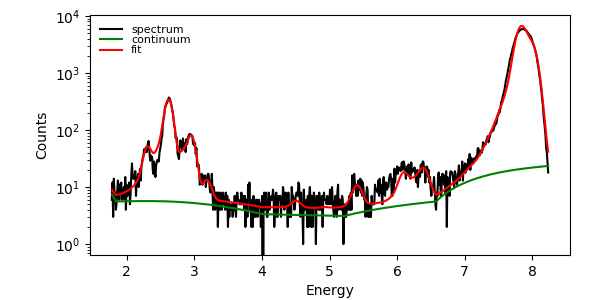 10⁴
10³
10²
10¹
10⁰
Counts
spectrum
continuum
fit
2 3 4 5 6 7 8
Energy